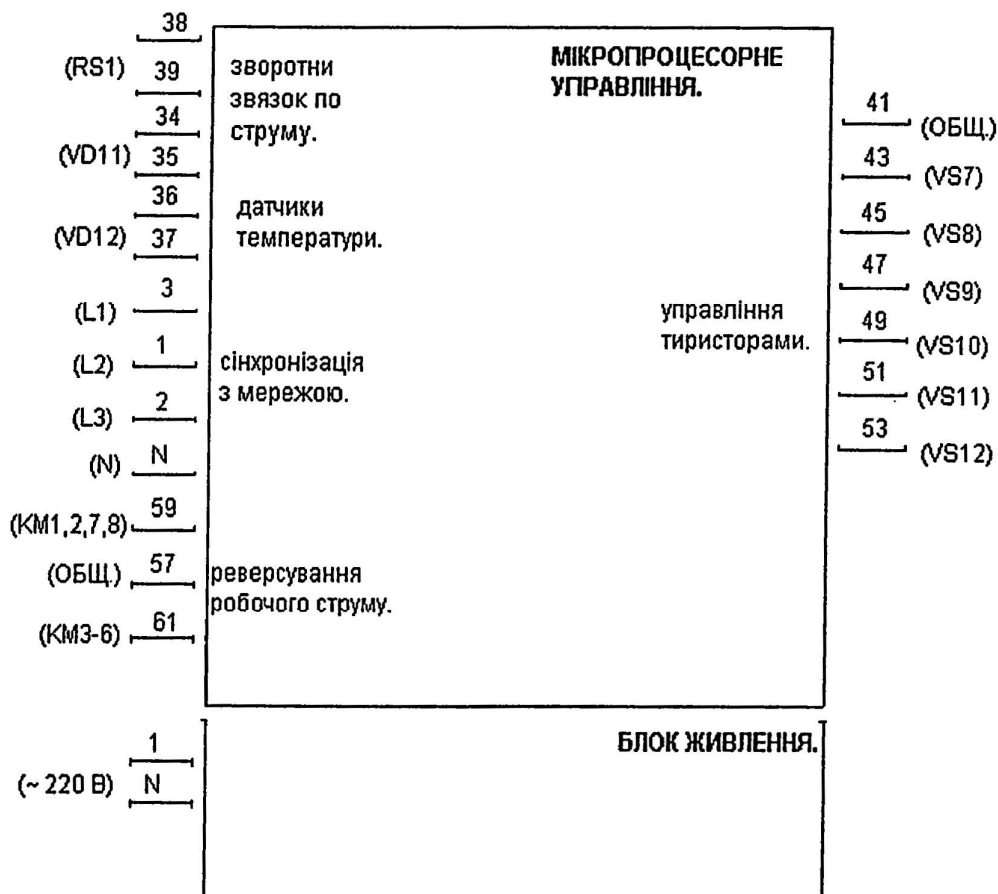 38
(RS1) 39
34
(VD11) 35
36
(VD12) 37
3
(L1)
1
(L2)
2
(L3)
(N) N
59
(KM1,2,7,8)
(ОБЩ.) 57
(KM3-6) 61
зворотни
звязок по
струму.
датчики
температури.
сінхронізація
з мережою.
реверсування
робочого струму.
МІКРОПРОЦЕСОРНЕ
УПРАВЛІННЯ.
управління
тиристорами.
41
(ОБЩ.)
43
(VS7)
45
(VS8)
47
(VS9)
49
(VS10)
51
(VS11)
53
(VS12)
1
(~ 220 В) N
БЛОК ЖИВЛЕННЯ.